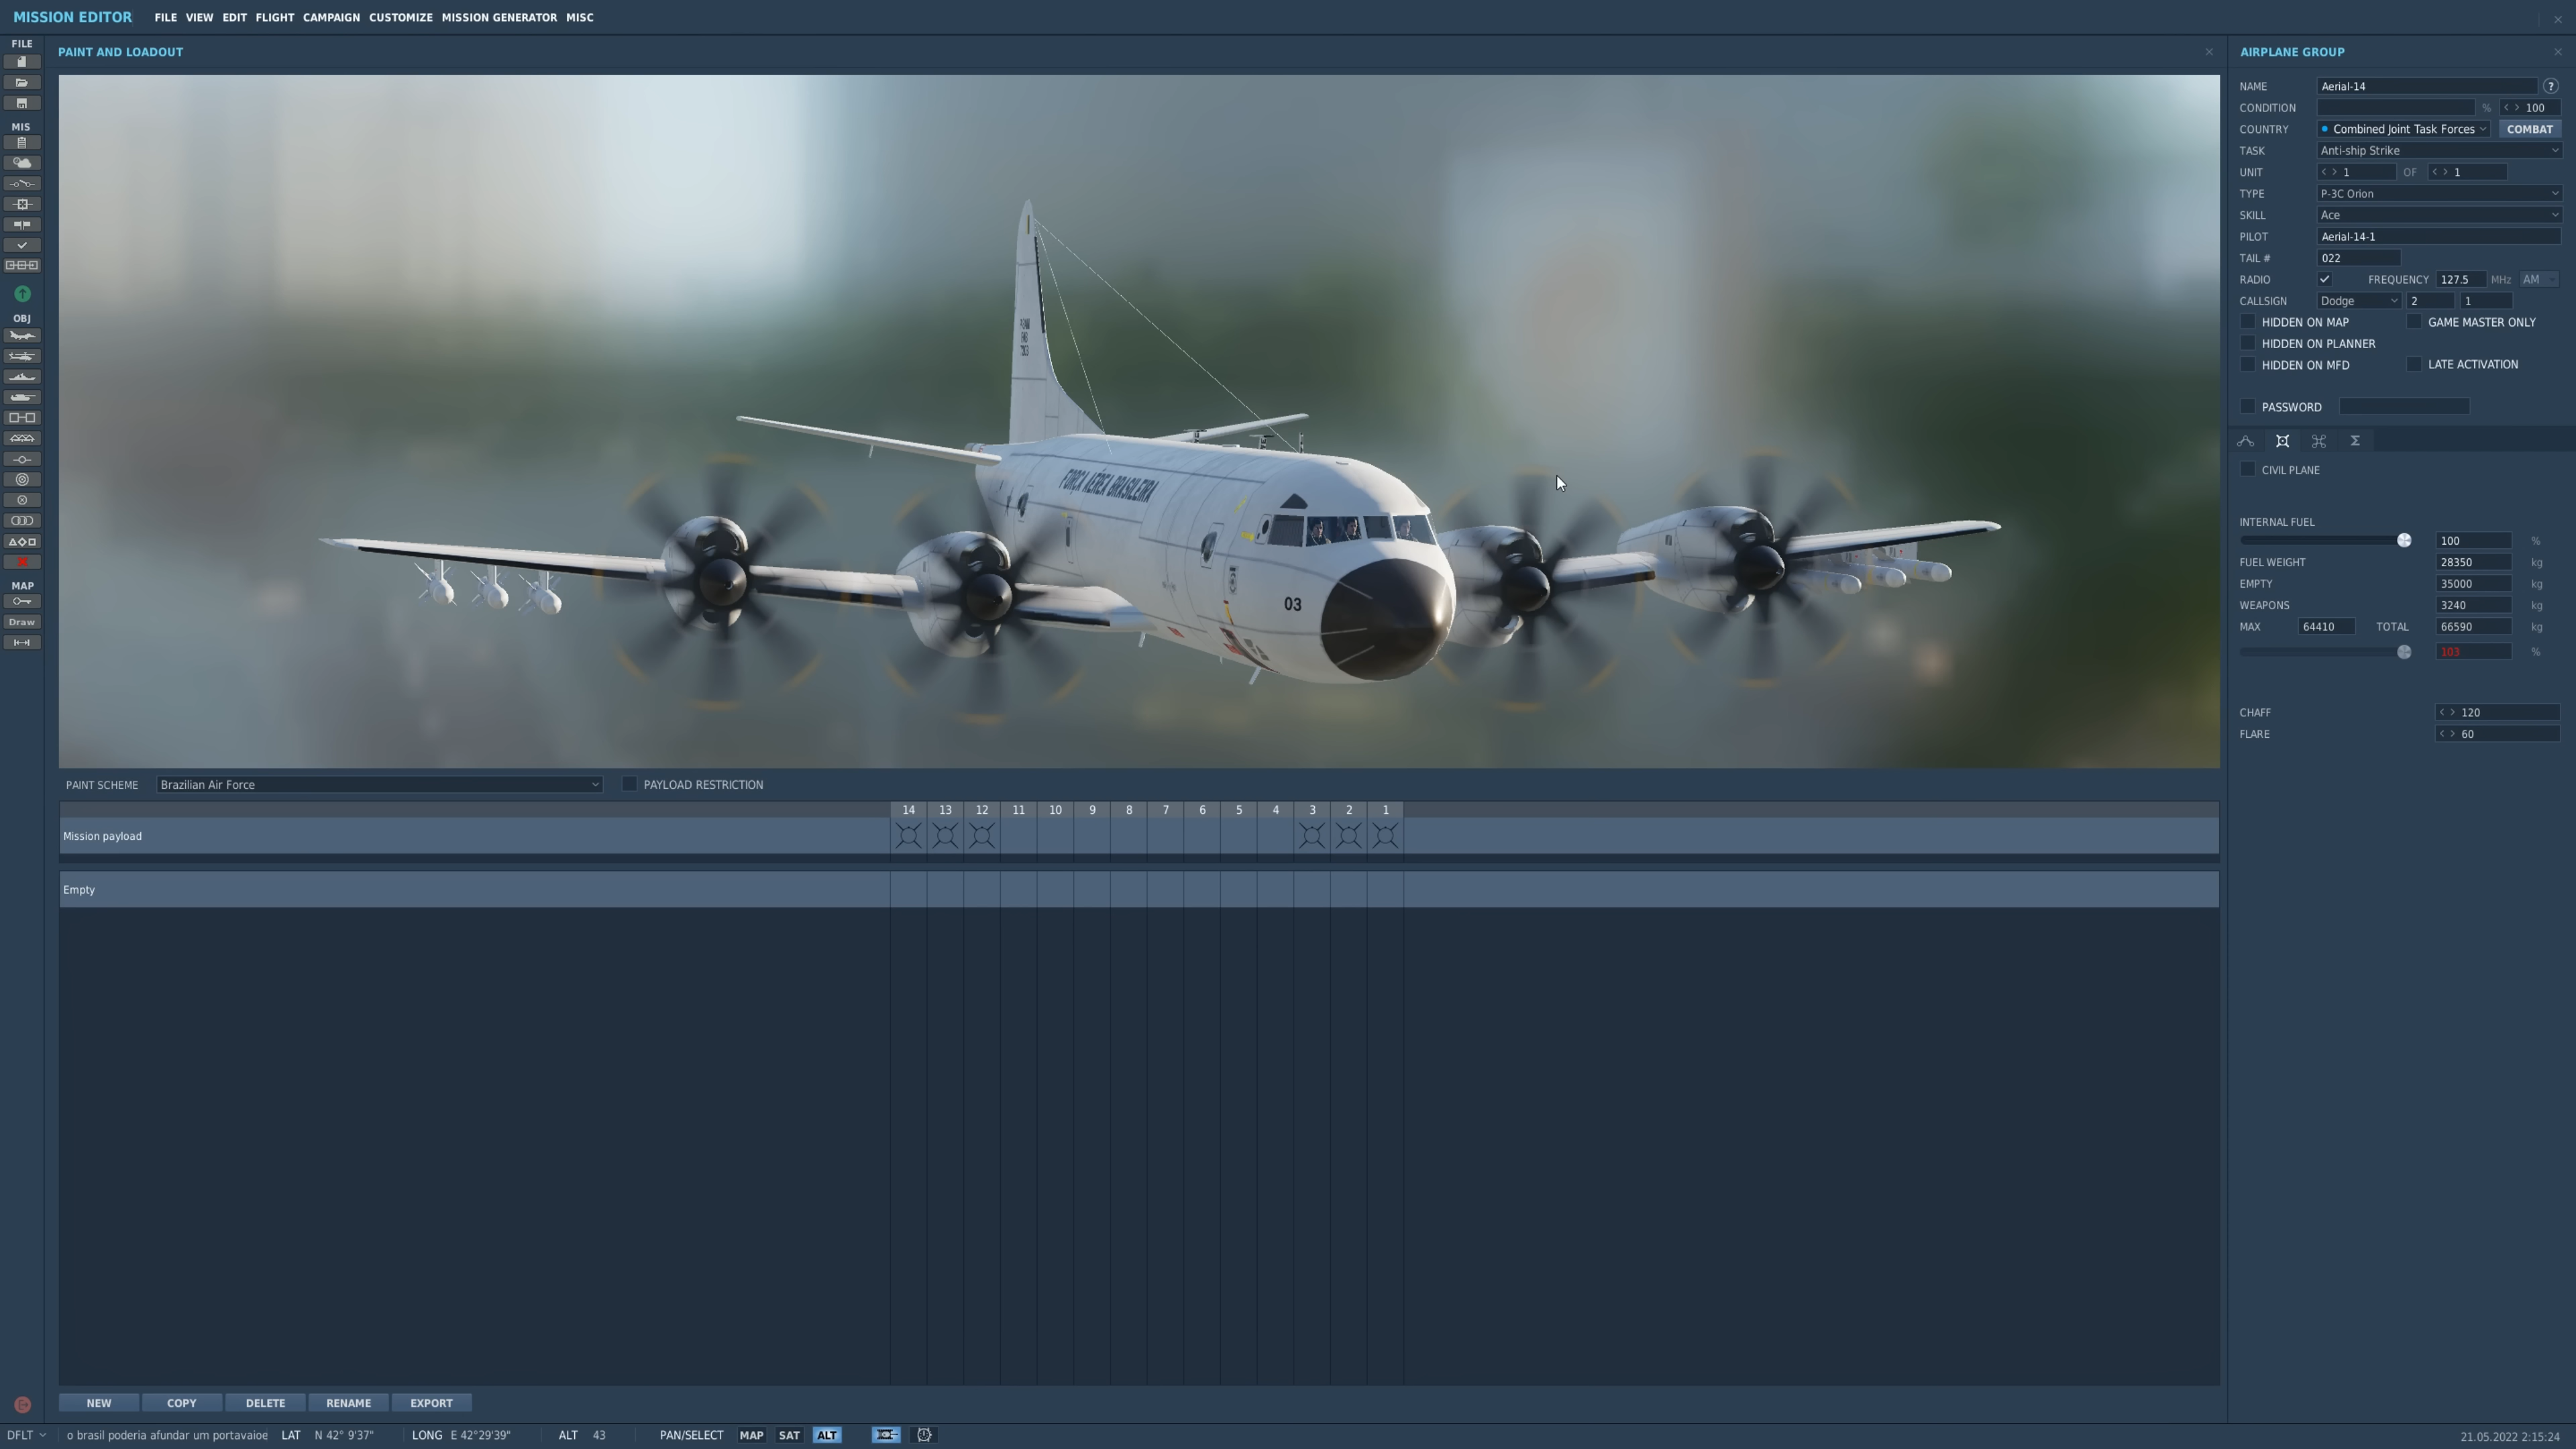 MISSION EDITOR FILE VIEW EDIT FLIGHT CAMPAIGN CUSTOMIZE MISSION GENERATOR MISC
FILE
MIS
OBJ
MAP
Draw
PAINT AND LOADOUT
FORÇA AÉREA BRASILEIRA
03
PAINT SCHEME Brazilian Air Force PAYLOAD RESTRICTION
14 13 12 11 10 9 8 7 6 5 4 3 2 1
Mission payload
Empty
NEW COPY DELETE RENAME EXPORT
AIRPLANE GROUP
NAME Aerial-14 ?
CONDITION % < > 100
COUNTRY Combined Joint Task Forces COMBAT
TASK Anti-ship Strike
UNIT < > 1 OF < > 1
TYPE P-3C Orion
SKILL Ace
PILOT Aerial-14-1
TAIL # 022
RADIO FREQUENCY 127.5 MHz AM
CALLSIGN Dodge 2 1
HIDDEN ON MAP GAME MASTER ONLY
HIDDEN ON PLANNER
HIDDEN ON MFD LATE ACTIVATION
PASSWORD
CIVIL PLANE
INTERNAL FUEL
100 %
FUEL WEIGHT 28350 kg
EMPTY 35000 kg
WEAPONS 3240 kg
MAX 64410 TOTAL 66590 kg
103 %
CHAFF < > 120
FLARE < > 60
DFLT o brasil poderia afundar um portavaioe LAT N 42° 9'37" LONG E 42°29'39" ALT 43 PAN/SELECT MAP SAT ALT 21.05.2022 2:15:24